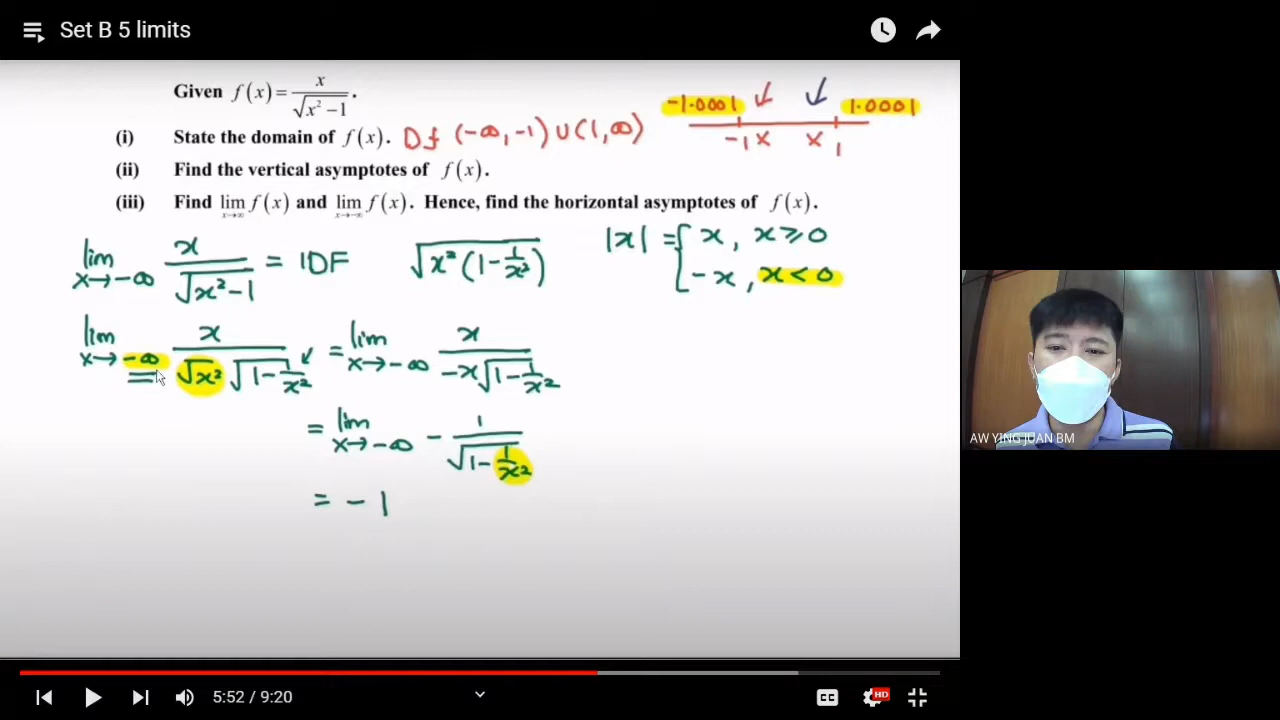 Set B 5 limits
Given f(x) = x / √(x² − 1).
(i) State the domain of f(x). Df (−∞, −1) ∪ (1, ∞)
−1.0001 ↓ ↓ 1.0001
−1 x x 1
(ii) Find the vertical asymptotes of f(x).
(iii) Find lim x→∞ f(x) and lim x→−∞ f(x). Hence, find the horizontal asymptotes of f(x).
lim x→−∞ x / √(x² − 1) = IDF
√(x² (1 − 1/x²))
|x| = { x, x ≥ 0
−x, x < 0
lim x→−∞ x / (√x² √(1 − 1/x²)) = lim x→−∞ x / (−x √(1 − 1/x²))
= lim x→−∞ − 1 / √(1 − 1/x²)
= −1
AW YING JUAN BM
5:52 / 9:20
CC
HD